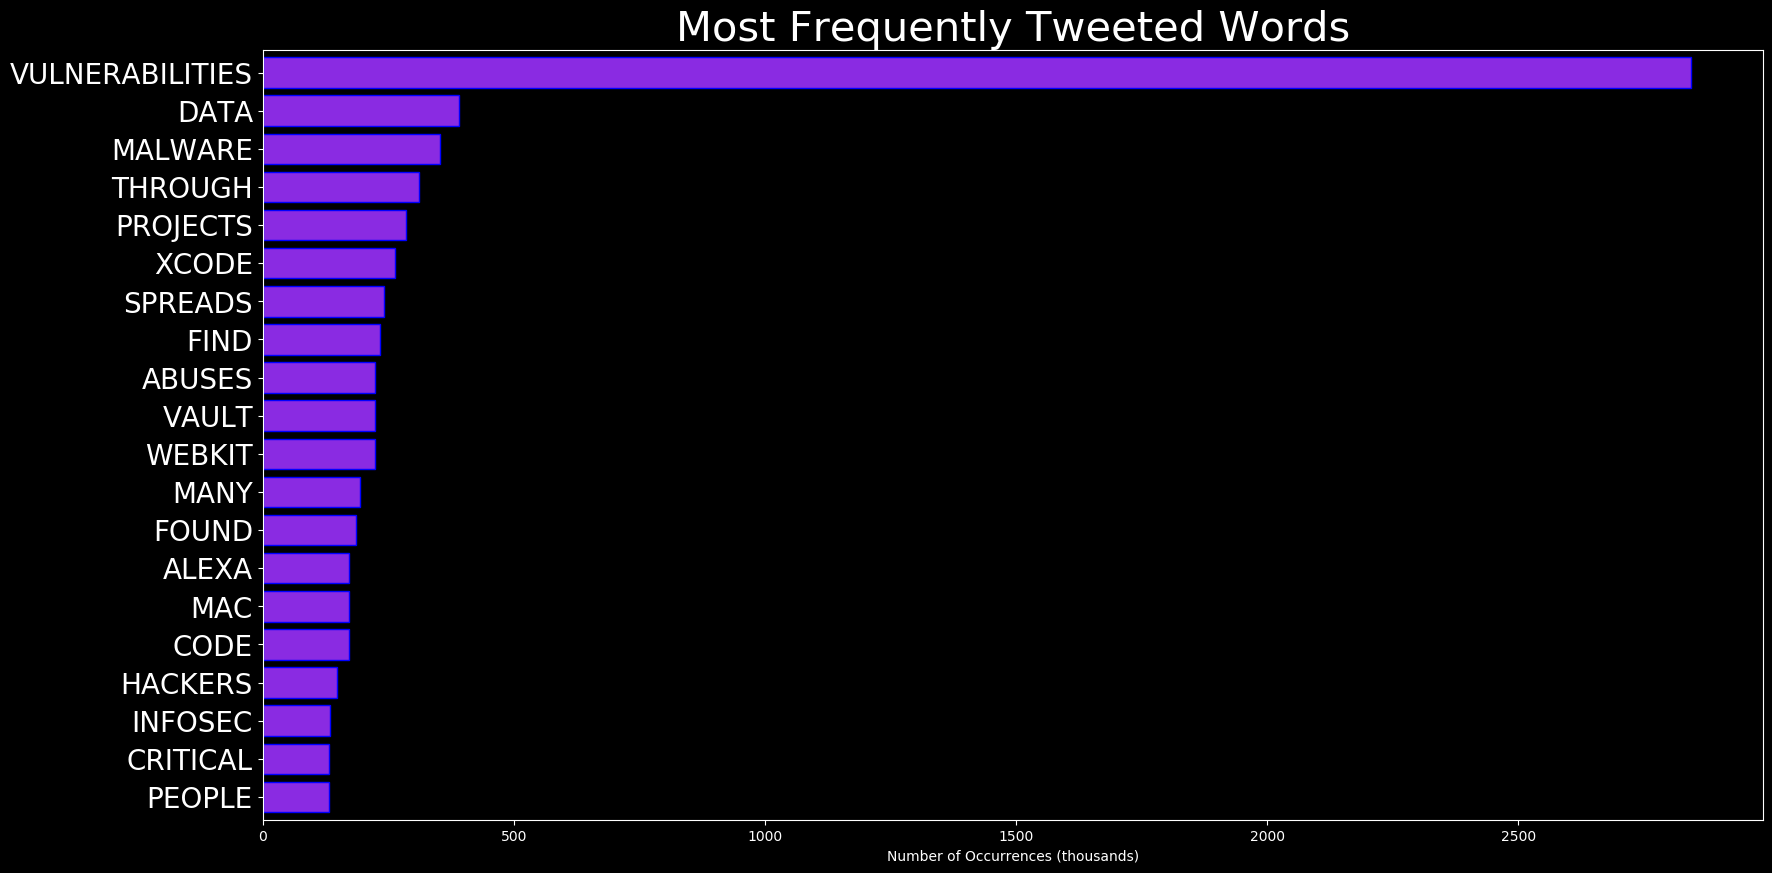 Most Frequently Tweeted Words
VULNERABILITIES
DATA
MALWARE
THROUGH
PROJECTS
XCODE
SPREADS
FIND
ABUSES
VAULT
WEBKIT
MANY
FOUND
ALEXA
MAC
CODE
HACKERS
INFOSEC
CRITICAL
PEOPLE
0 500 1000 1500 2000 2500
Number of Occurrences (thousands)